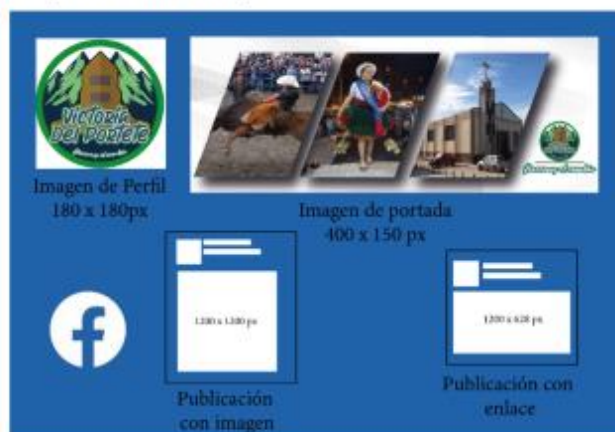 VICTORIA
DEL PORTETE
Imagen de Perfil
180 x 180px
Imagen de portada
400 x 150 px
1200 x 1200 px
1200 x 628 px
Publicación
con imagen
Publicación con
enlace